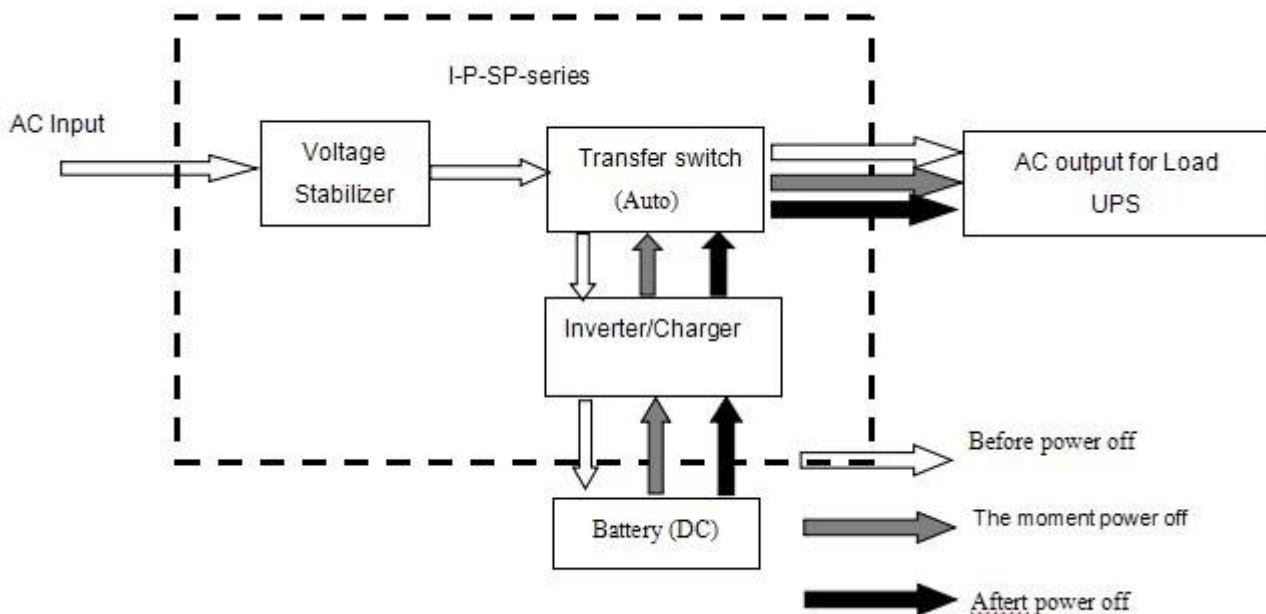 I-P-SP-series
AC Input
Voltage
Stabilizer
Transfer switch
(Auto)
AC output for Load
UPS
Inverter/Charger
Battery (DC)
Before power off
The moment power off
Aftert power off